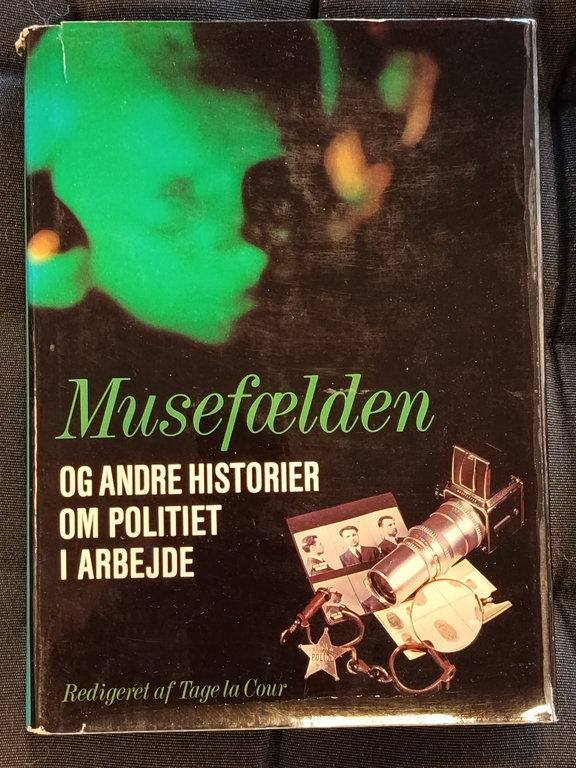 Musefælden
OG ANDRE HISTORIER
OM POLITIET
I ARBEJDE
Redigeret af Tage la Cour